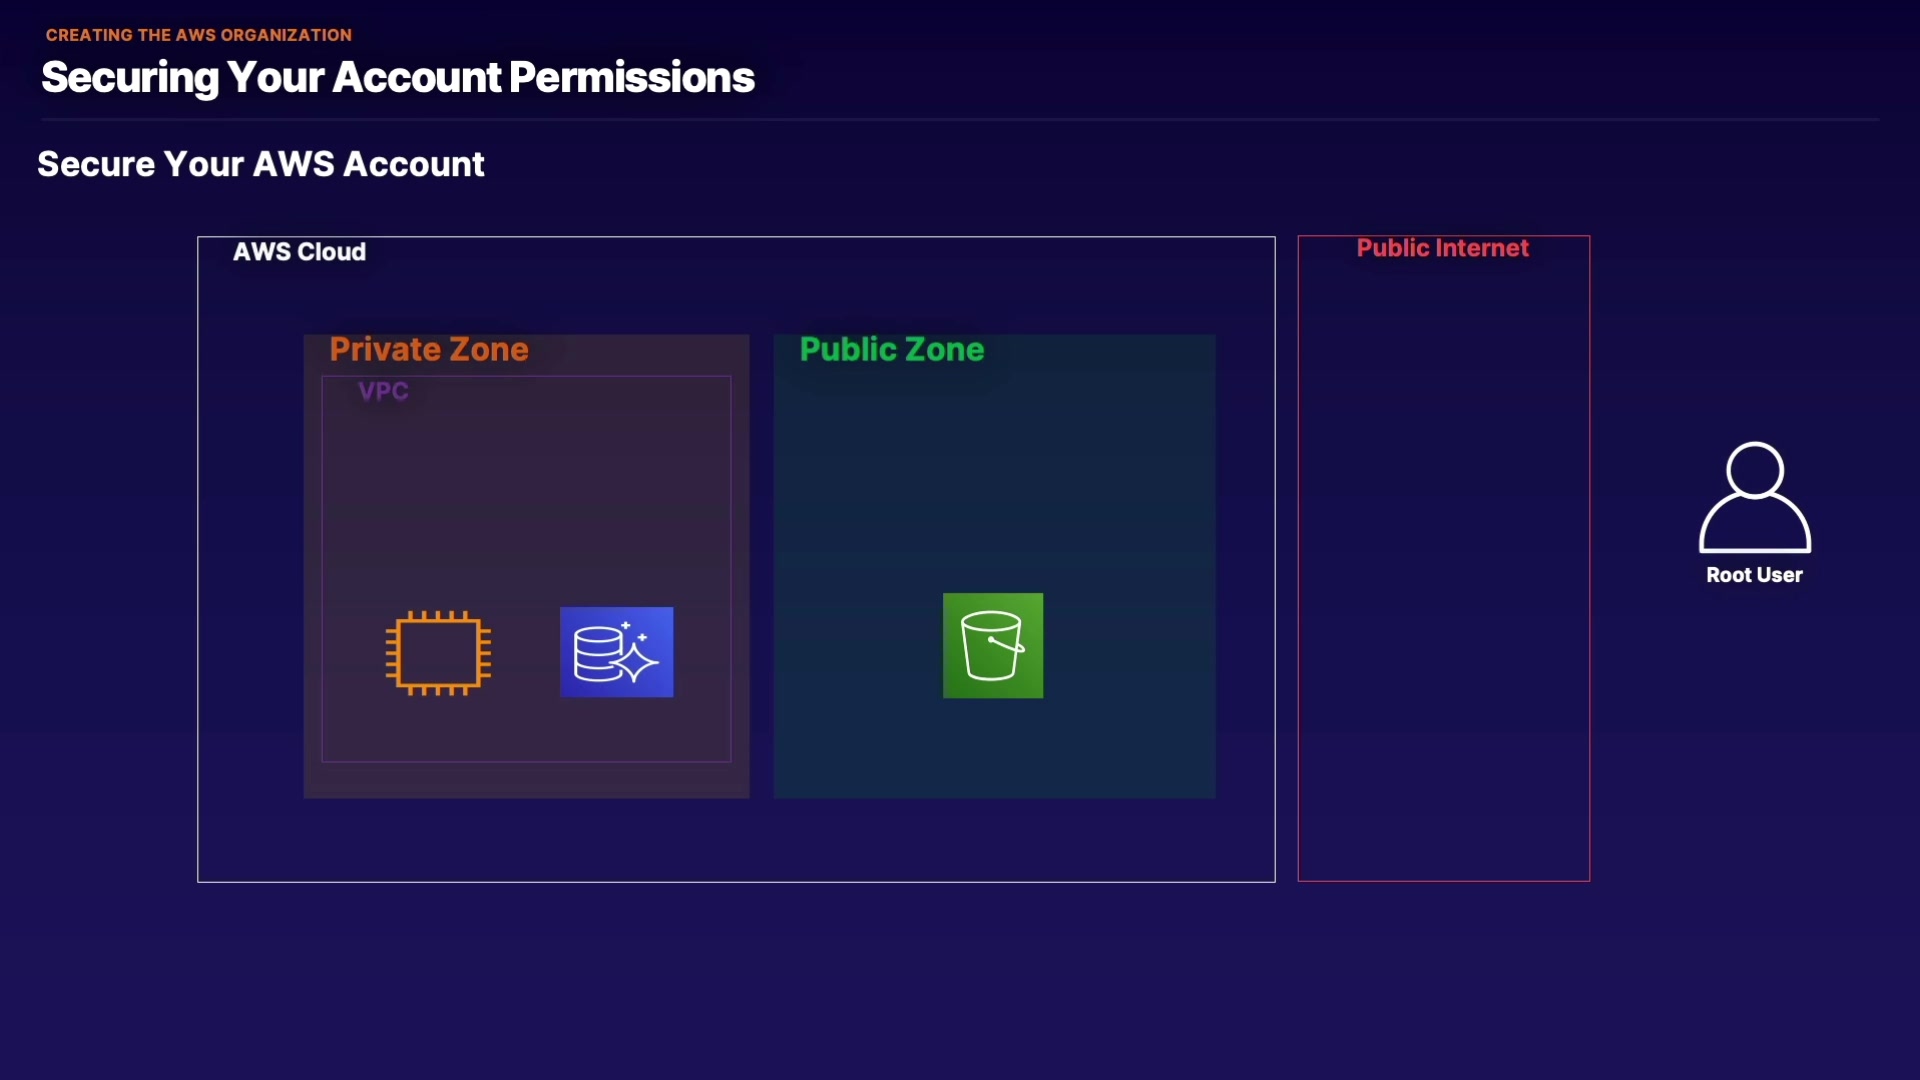 CREATING THE AWS ORGANIZATION
Securing Your Account Permissions
Secure Your AWS Account
AWS Cloud
Public Internet
Private Zone
Public Zone
VPC
Root User